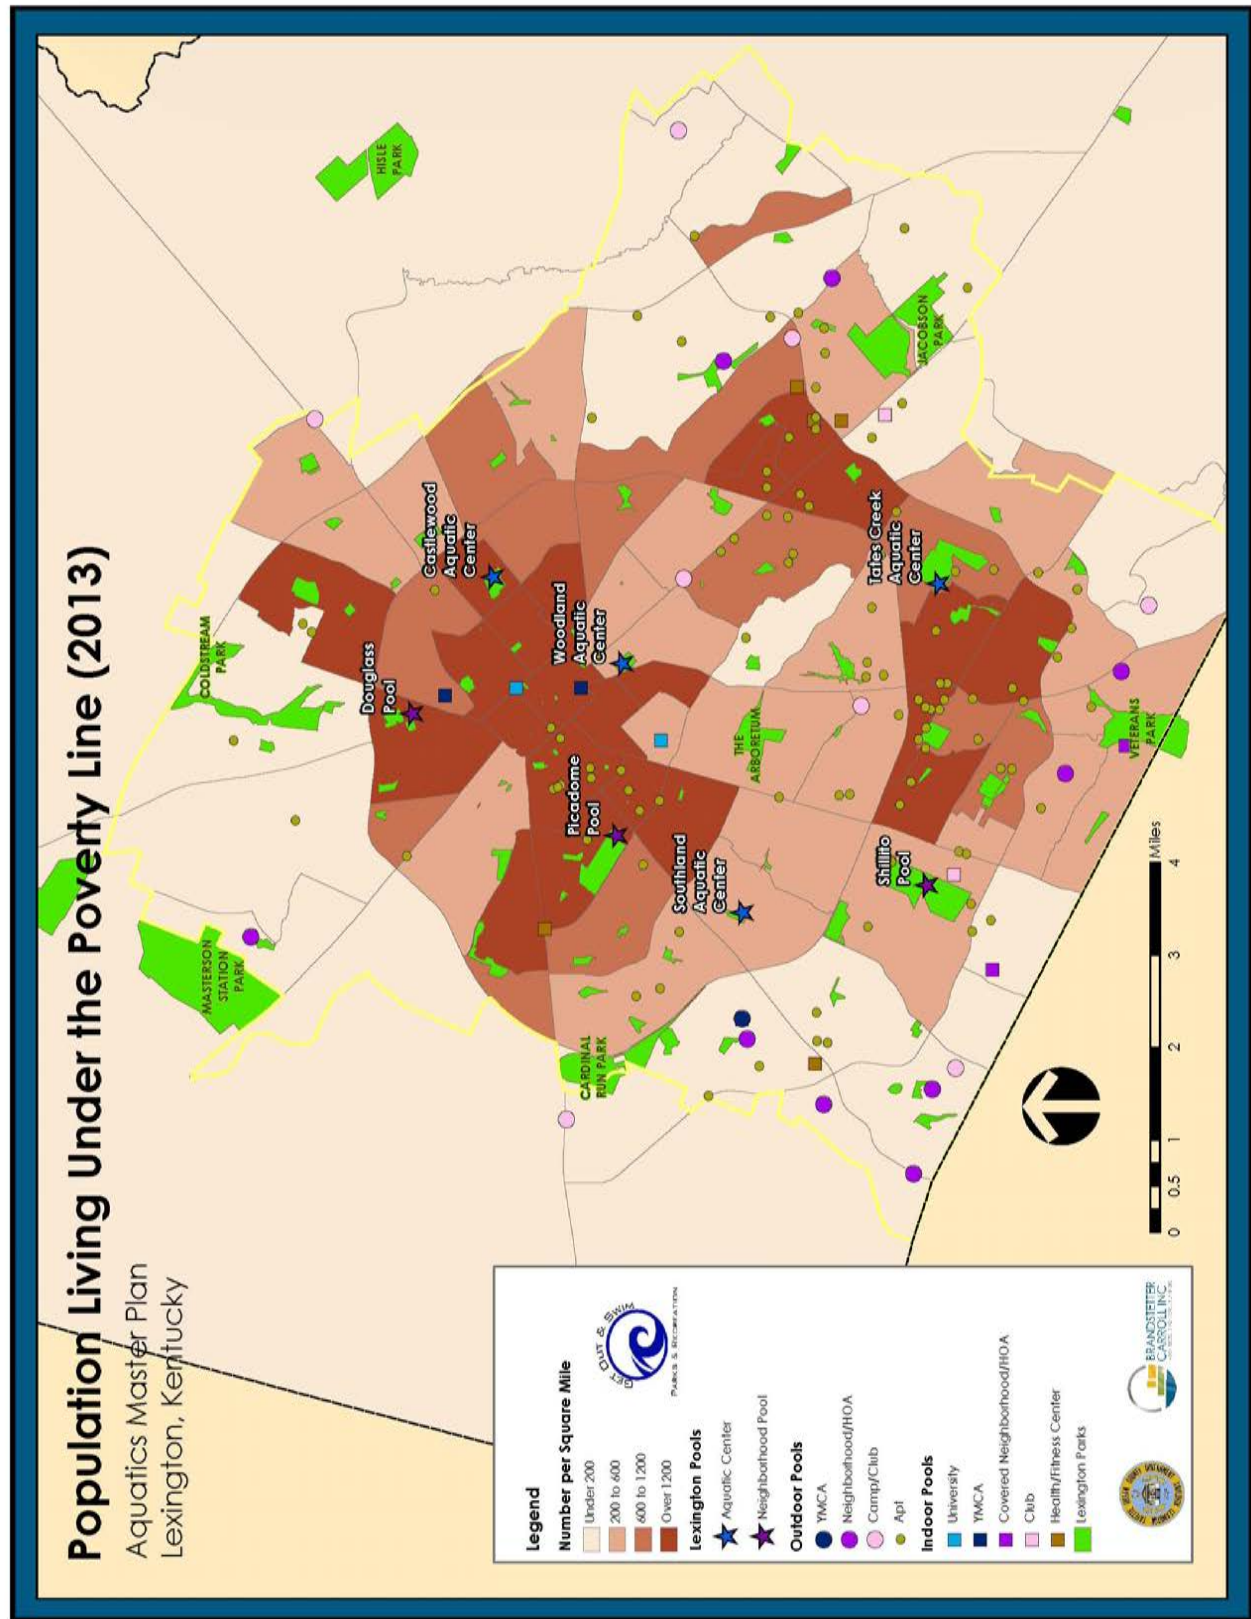 Population Living Under the Poverty Line (2013)
Aquatics Master Plan
Lexington, Kentucky
HISLE
PARK
COLDSTREAM
PARK
MASTERSON
STATION
PARK
Douglass
Pool
Castlewood
Aquatic
Center
Woodland
Aquatic
Center
Picadome
Pool
CARDINAL
RUN PARK
Southland
Aquatic
Center
THE
ARBORETUM
Tates Creek
Aquatic
Center
JACOBSON
PARK
Shillito
Pool
VETERANS
PARK
Legend
Number per Square Mile
Under 200
200 to 600
600 to 1200
Over 1200
Lexington Pools
Aquatic Center
Neighborhood Pool
Outdoor Pools
YMCA
Neighborhood/HOA
Camp/Club
Apt
Indoor Pools
University
YMCA
Covered Neighborhood/HOA
Club
Health/Fitness Center
Lexington Parks
GET OUT & SWIM
PARKS & RECREATION
BRANDSTETTER
CARROLL INC.
0 0.5 1 2 3 4
Miles